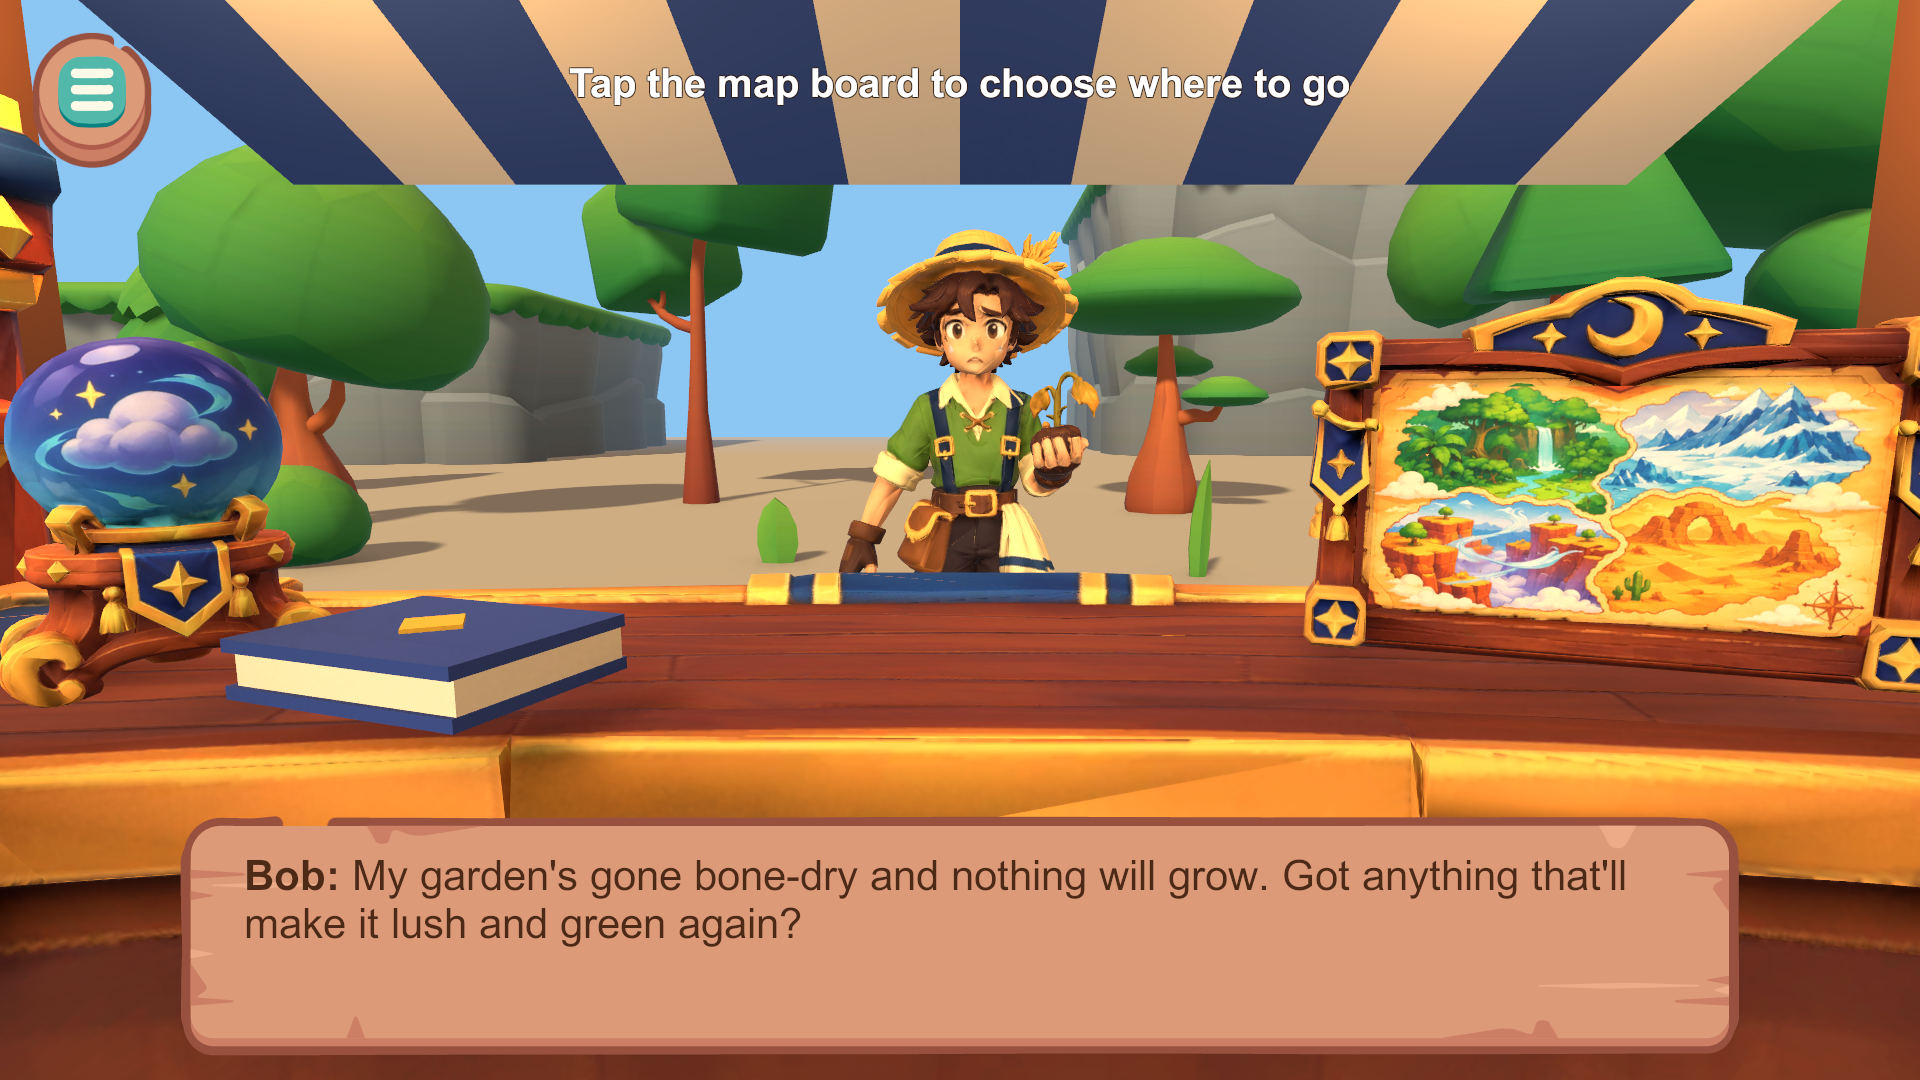 Tap the map board to choose where to go
Bob: My garden's gone bone-dry and nothing will grow. Got anything that'll
make it lush and green again?